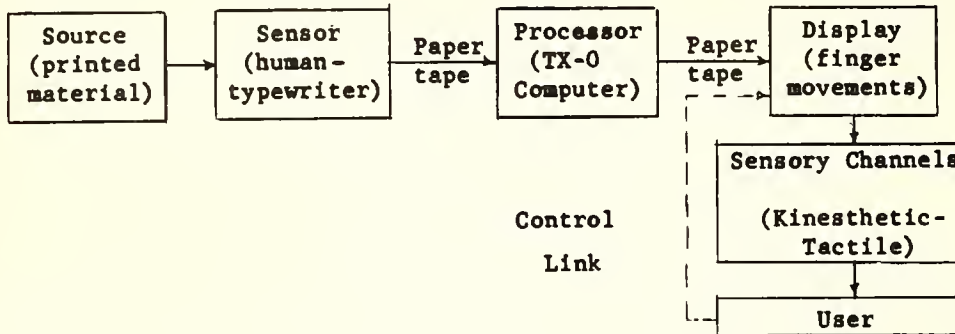 Source
(printed
material)
Sensor
(human-
typewriter)
Paper
tape
Processor
(TX-0
Computer)
Paper
tape
Display
(finger
movements)
Sensory Channels
(Kinesthetic-
Tactile)
Control
Link
User